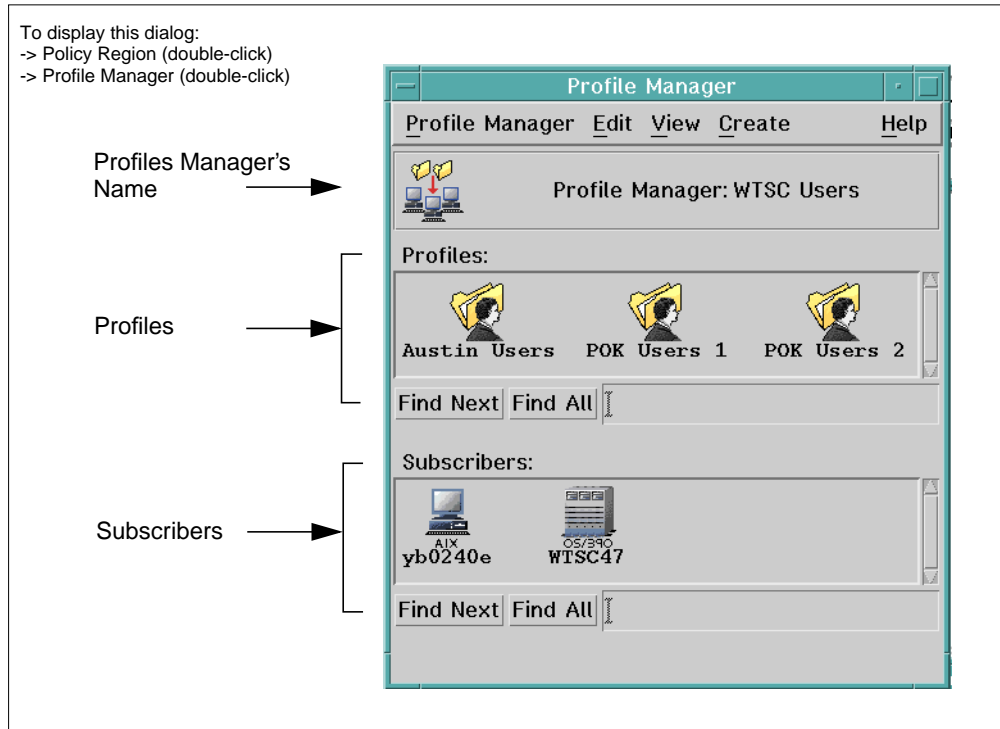 To display this dialog:
-> Policy Region (double-click)
-> Profile Manager (double-click)
Profile Manager
Profile Manager Edit View Create Help
Profiles Manager's
Name
Profile Manager: WTSC Users
Profiles:
Profiles
Austin Users POK Users 1 POK Users 2
Find Next Find All
Subscribers:
Subscribers
AIX OS/390
yb0240e WTSC47
Find Next Find All